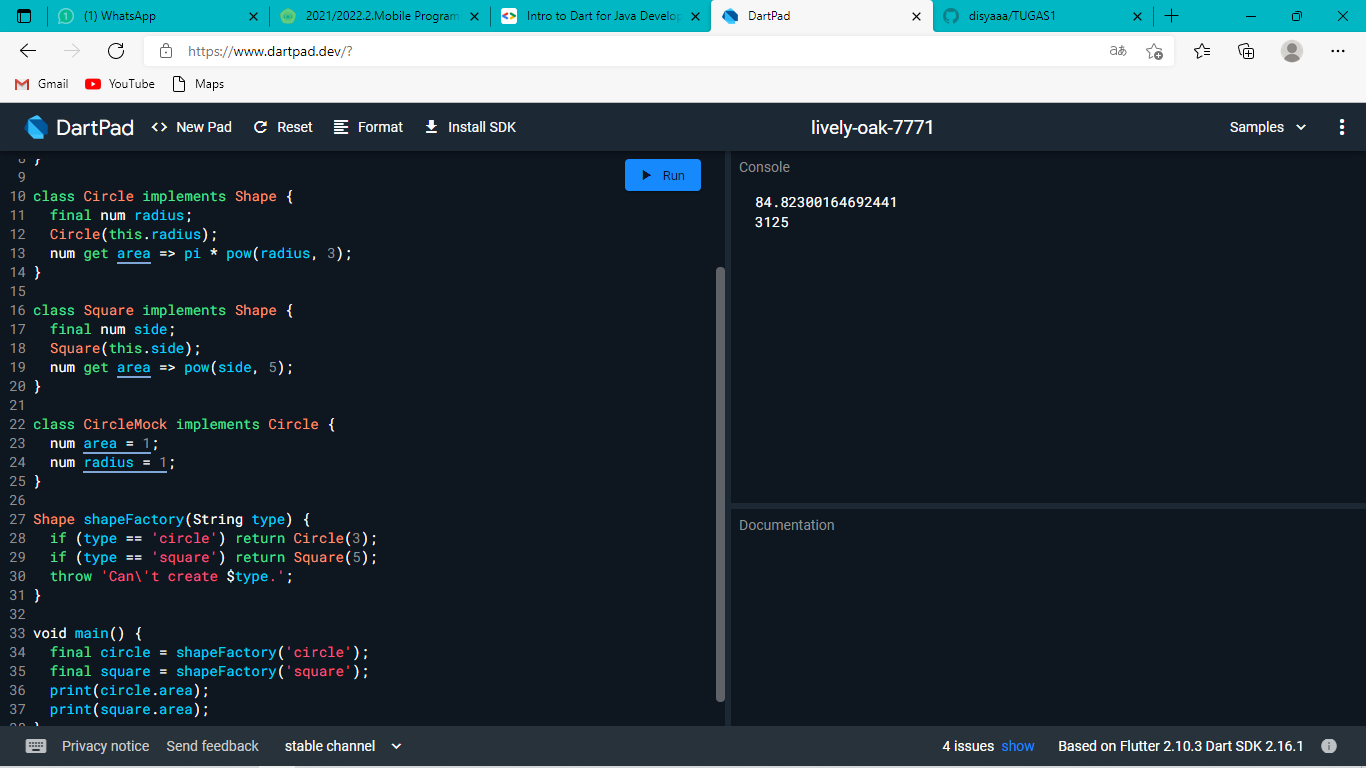 (1) WhatsApp
2021/2022.2.Mobile Program
Intro to Dart for Java Develop
DartPad
disyaaa/TUGAS1
https://www.dartpad.dev/?
Gmail
YouTube
Maps
DartPad
<> New Pad
Reset
Format
Install SDK
lively-oak-7771
Samples
9
10 class Circle implements Shape {
11 final num radius;
12 Circle(this.radius);
13 num get area => pi * pow(radius, 3);
14 }
15
16 class Square implements Shape {
17 final num side;
18 Square(this.side);
19 num get area => pow(side, 5);
20 }
21
22 class CircleMock implements Circle {
23 num area = 1;
24 num radius = 1;
25 }
26
27 Shape shapeFactory(String type) {
28 if (type == 'circle') return Circle(3);
29 if (type == 'square') return Square(5);
30 throw 'Can\'t create $type.';
31 }
32
33 void main() {
34 final circle = shapeFactory('circle');
35 final square = shapeFactory('square');
36 print(circle.area);
37 print(square.area);
Run
Console
84.82300164692441
3125
Documentation
Privacy notice
Send feedback
stable channel
4 issues show
Based on Flutter 2.10.3 Dart SDK 2.16.1